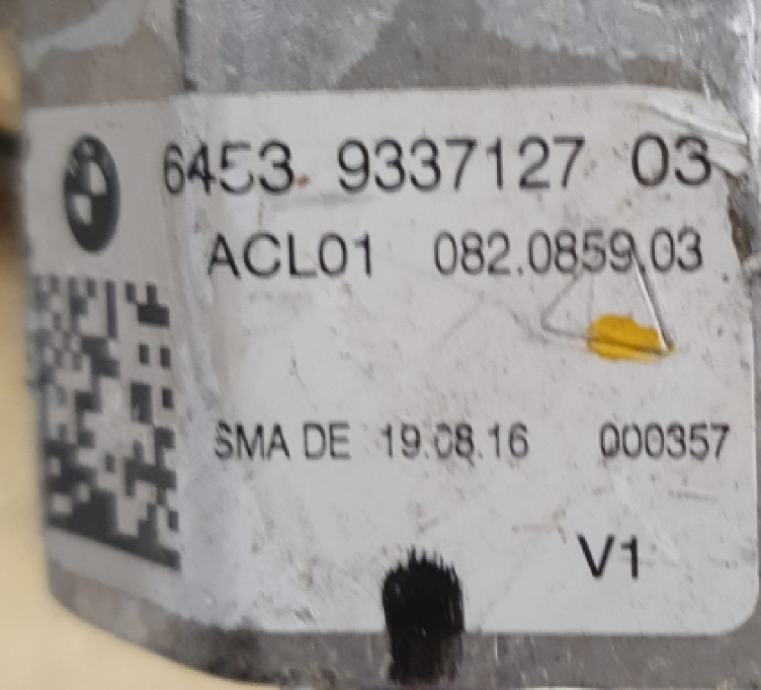 6453 9337127 03
ACL01 082.0859.03
SMA DE 19.08.16 000357
V1